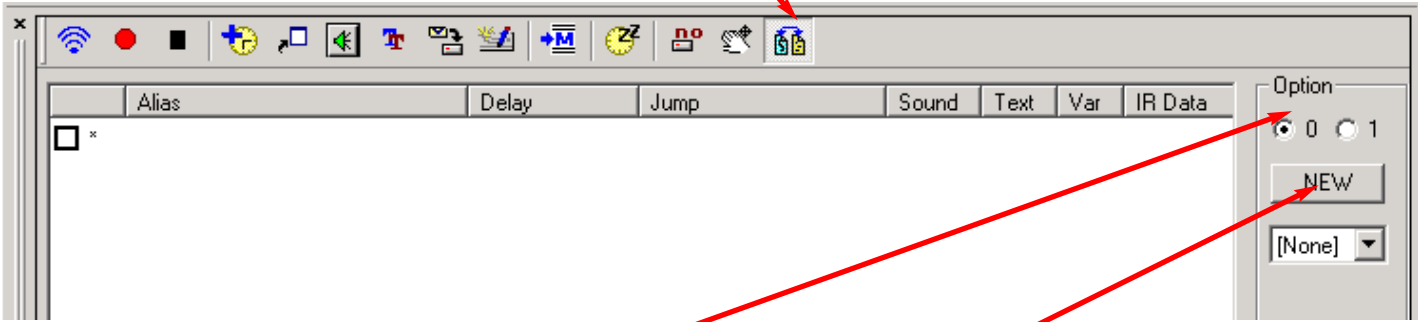 Alias Delay Jump Sound Text Var IR Data
*
Option
0 1
NEW
[None]